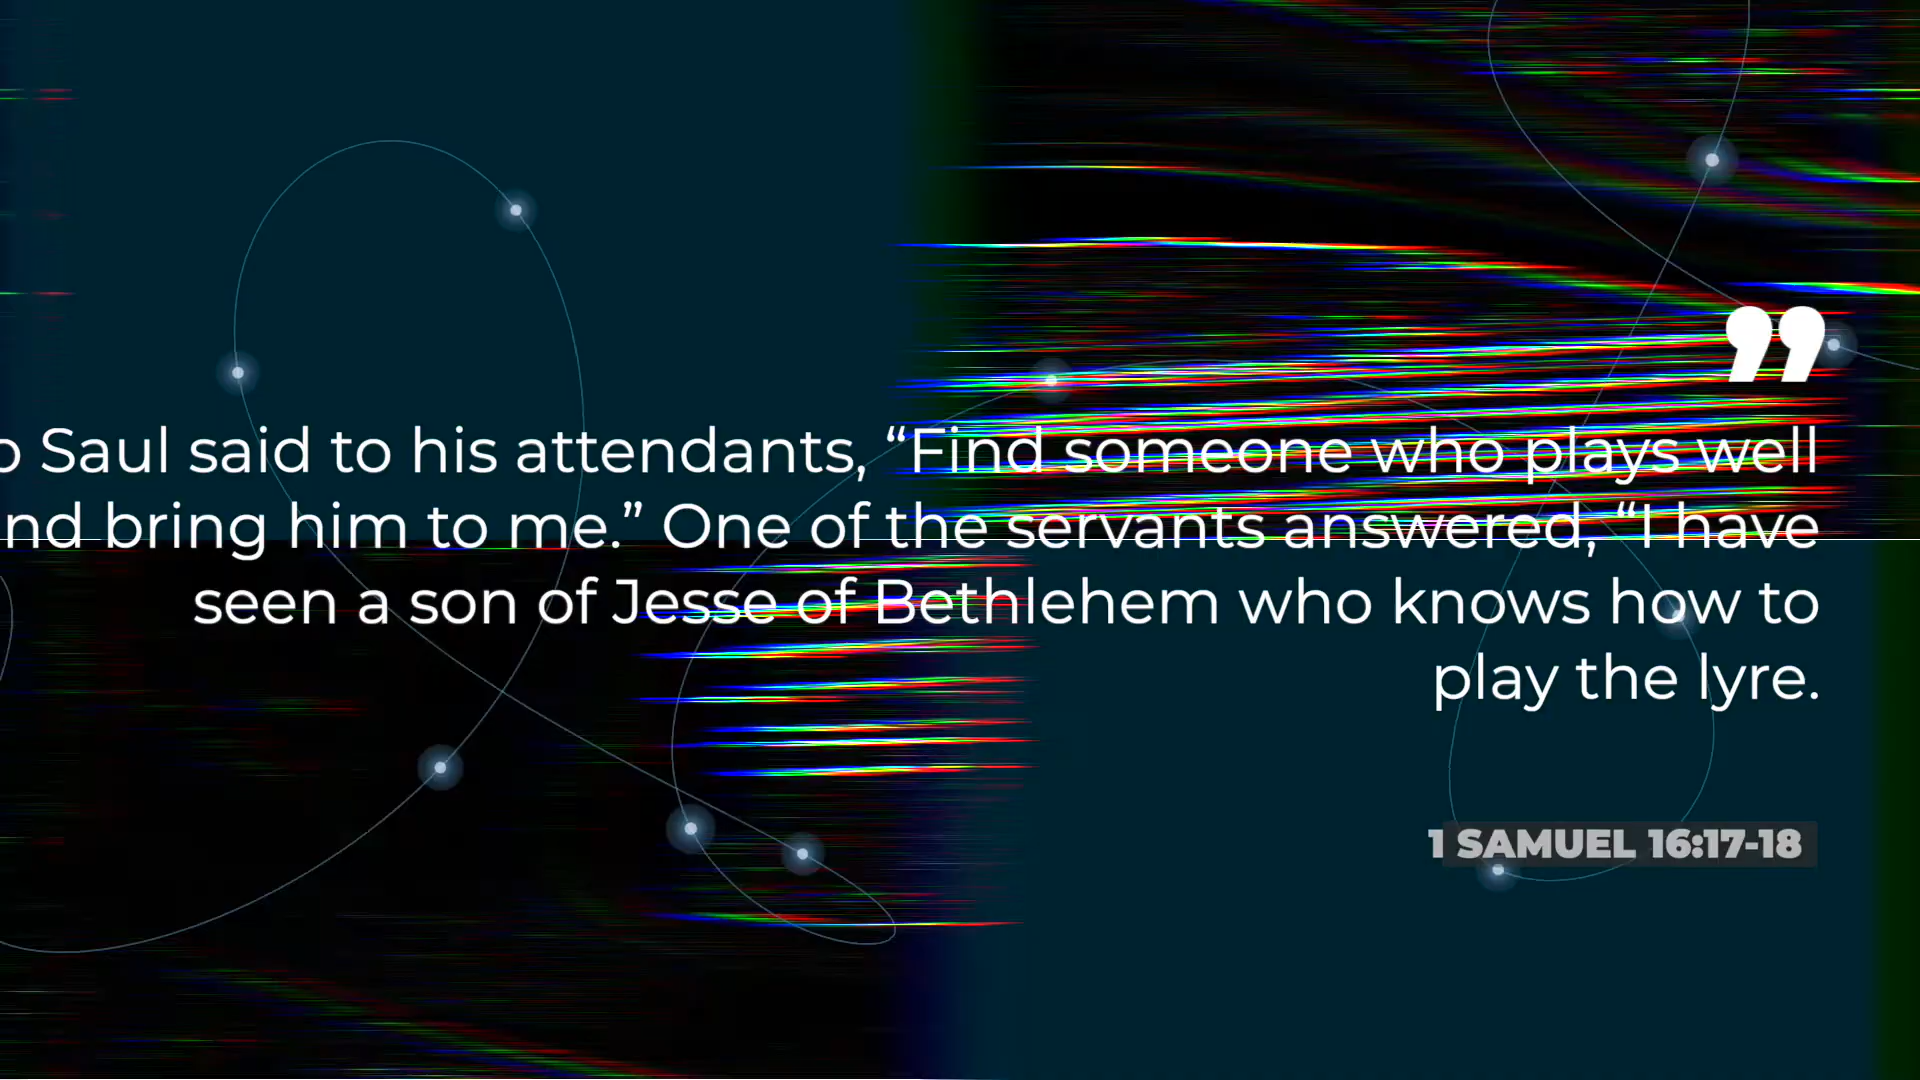 ”
Saul said to his attendants, “Find someone who plays well
bring him to me.” One of the servants answered, “I have
seen a son of Jesse of Bethlehem who knows how to
play the lyre.
1 SAMUEL 16:17-18